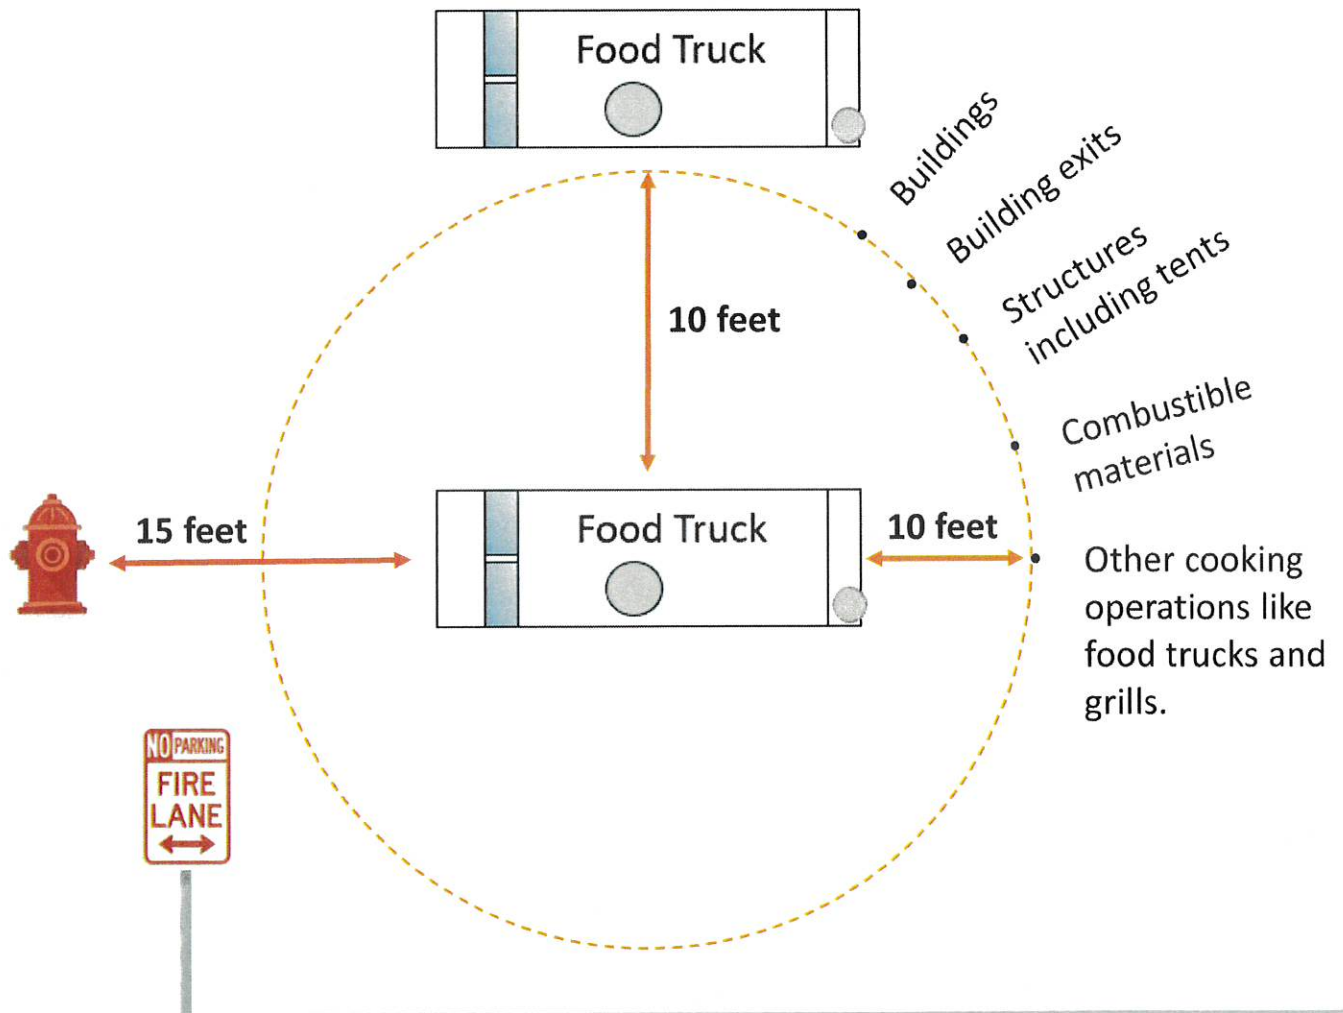 Food Truck
Buildings
Building exits
Structures
including tents
10 feet
Combustible
materials
15 feet
Food Truck
10 feet
Other cooking
operations like
food trucks and
grills.
NO PARKING
FIRE
LANE